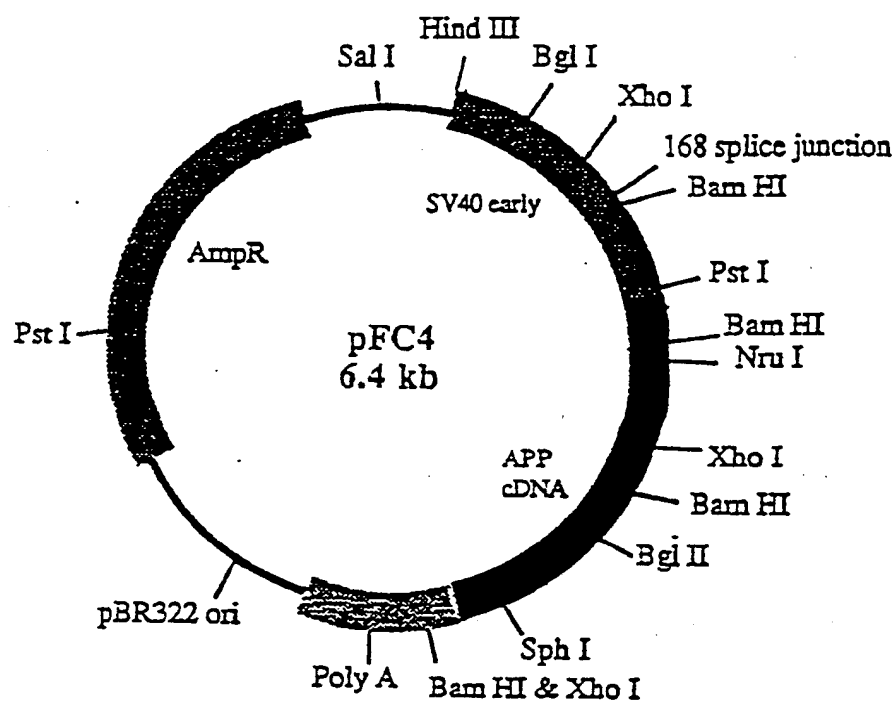 Hind III
Sal I
Bgl I
Xho I
168 splice junction
Bam HI
SV40 early
AmpR
Pst I
Pst I
Bam HI
pFC4
Nru I
6.4 kb
APP
cDNA
Xho I
Bam HI
Bgl II
pBR322 ori
Sph I
Poly A
Bam HI & Xho I